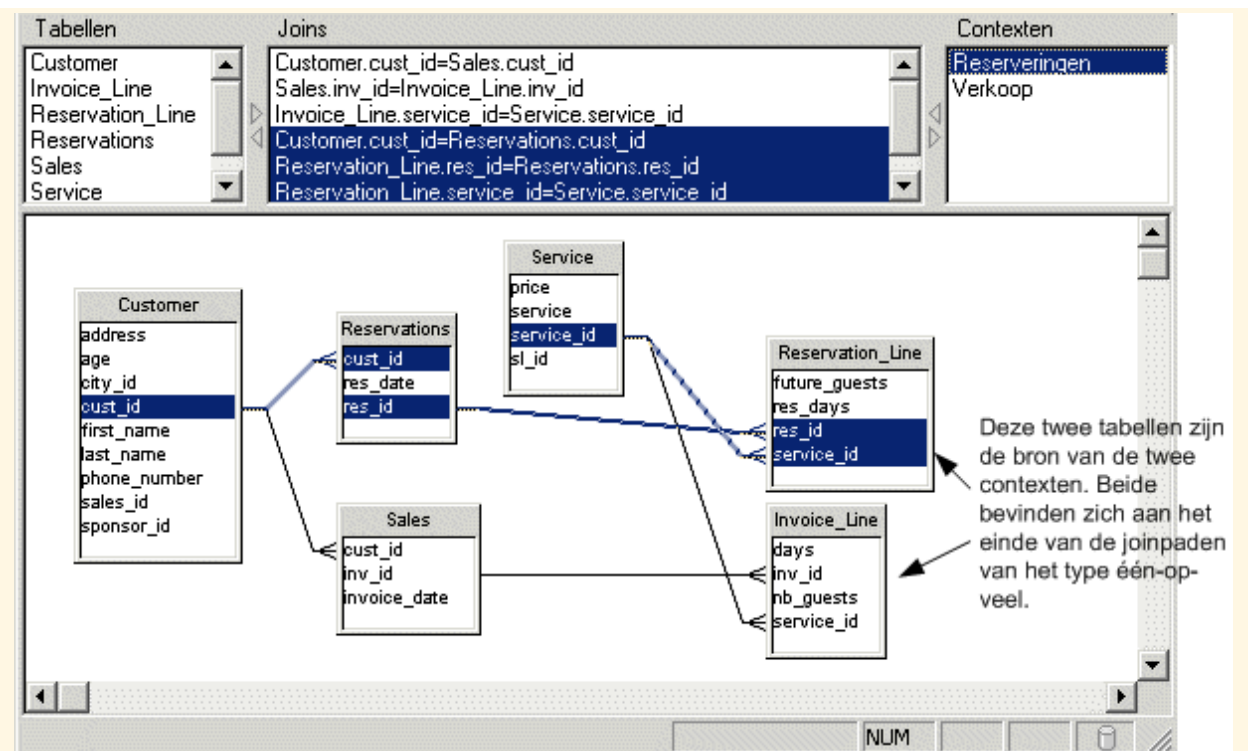 Tabellen
Joins
Contexten
Customer
Invoice_Line
Reservation_Line
Reservations
Sales
Service
Customer.cust_id=Sales.cust_id
Sales.inv_id=Invoice_Line.inv_id
Invoice_Line.service_id=Service.service_id
Customer.cust_id=Reservations.cust_id
Reservation_Line.res_id=Reservations.res_id
Reservation_Line.service_id=Service.service_id
Reserveringen
Verkoop
Customer
address
age
city_id
cust_id
first_name
last_name
phone_number
sales_id
sponsor_id
Reservations
cust_id
res_date
res_id
Sales
cust_id
inv_id
invoice_date
Service
price
service
service_id
sl_id
Reservation_Line
future_guests
res_days
res_id
service_id
Invoice_Line
days
inv_id
nb_guests
service_id
Deze twee tabellen zijn
de bron van de twee
contexten. Beide
bevinden zich aan het
einde van de joinpaden
van het type één-op-
veel.
NUM